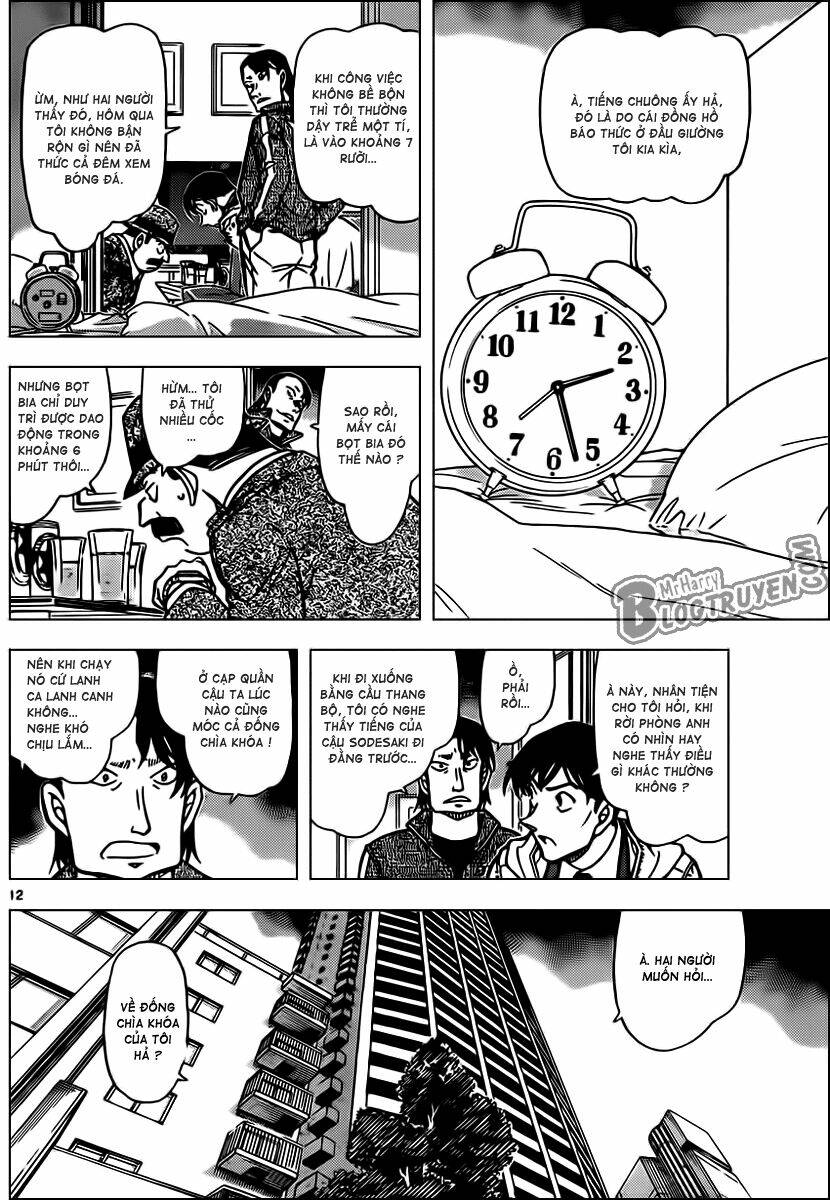 À, TIẾNG CHUÔNG ẤY HẢ,
ĐÓ LÀ DO CÁI ĐỒNG HỒ
BÁO THỨC Ở ĐẦU GIƯỜNG
TÔI KIA KÌA,
12
1
2
3
4
5
6
7
8
9
10
11
KHI CÔNG VIỆC
KHÔNG BỀ BỘN
THÌ TÔI THƯỜNG
DẬY TRỄ MỘT TÍ,
LÀ VÀO KHOẢNG 7
RƯỠI...
ỪM, NHƯ HAI NGƯỜI
THẤY ĐÓ, HÔM QUA
TÔI KHÔNG BẬN
RỘN GÌ NÊN ĐÃ
THỨC CẢ ĐÊM XEM
BÓNG ĐÁ.
SAO RỒI,
MẤY CÁI
BỌT BIA ĐÓ
THẾ NÀO ?
HỪM... TÔI
ĐÃ THỬ
NHIỀU CỐC
...
NHƯNG BỌT
BIA CHỈ DUY
TRÌ ĐƯỢC DAO
ĐỘNG TRONG
KHOẢNG 6
PHÚT THÔI...
MrHarry
BLOGTRUYEN.COM
À NÀY, NHÂN TIỆN
CHO TÔI HỎI, KHI
RỜI PHÒNG ANH
CÓ NHÌN HAY
NGHE THẤY ĐIỀU
GÌ KHÁC THƯỜNG
KHÔNG ?
Ồ,
PHẢI
RỒI...
KHI ĐI XUỐNG
BẰNG CẦU THANG
BỘ, TÔI CÓ NGHE
THẤY TIẾNG CỦA
CẬU SODESAKI ĐI
ĐẰNG TRƯỚC...
Ở CẠP QUẦN
CẬU TA LÚC
NÀO CŨNG
MÓC CẢ ĐỐNG
CHÌA KHÓA !
NÊN KHI CHẠY
NÓ CỨ LANH
CA LANH CANH
KHÔNG...
NGHE KHÓ
CHỊU LẮM...
12
À. HAI NGƯỜI
MUỐN HỎI...
VỀ ĐỐNG
CHÌA KHÓA
CỦA TÔI
HẢ ?